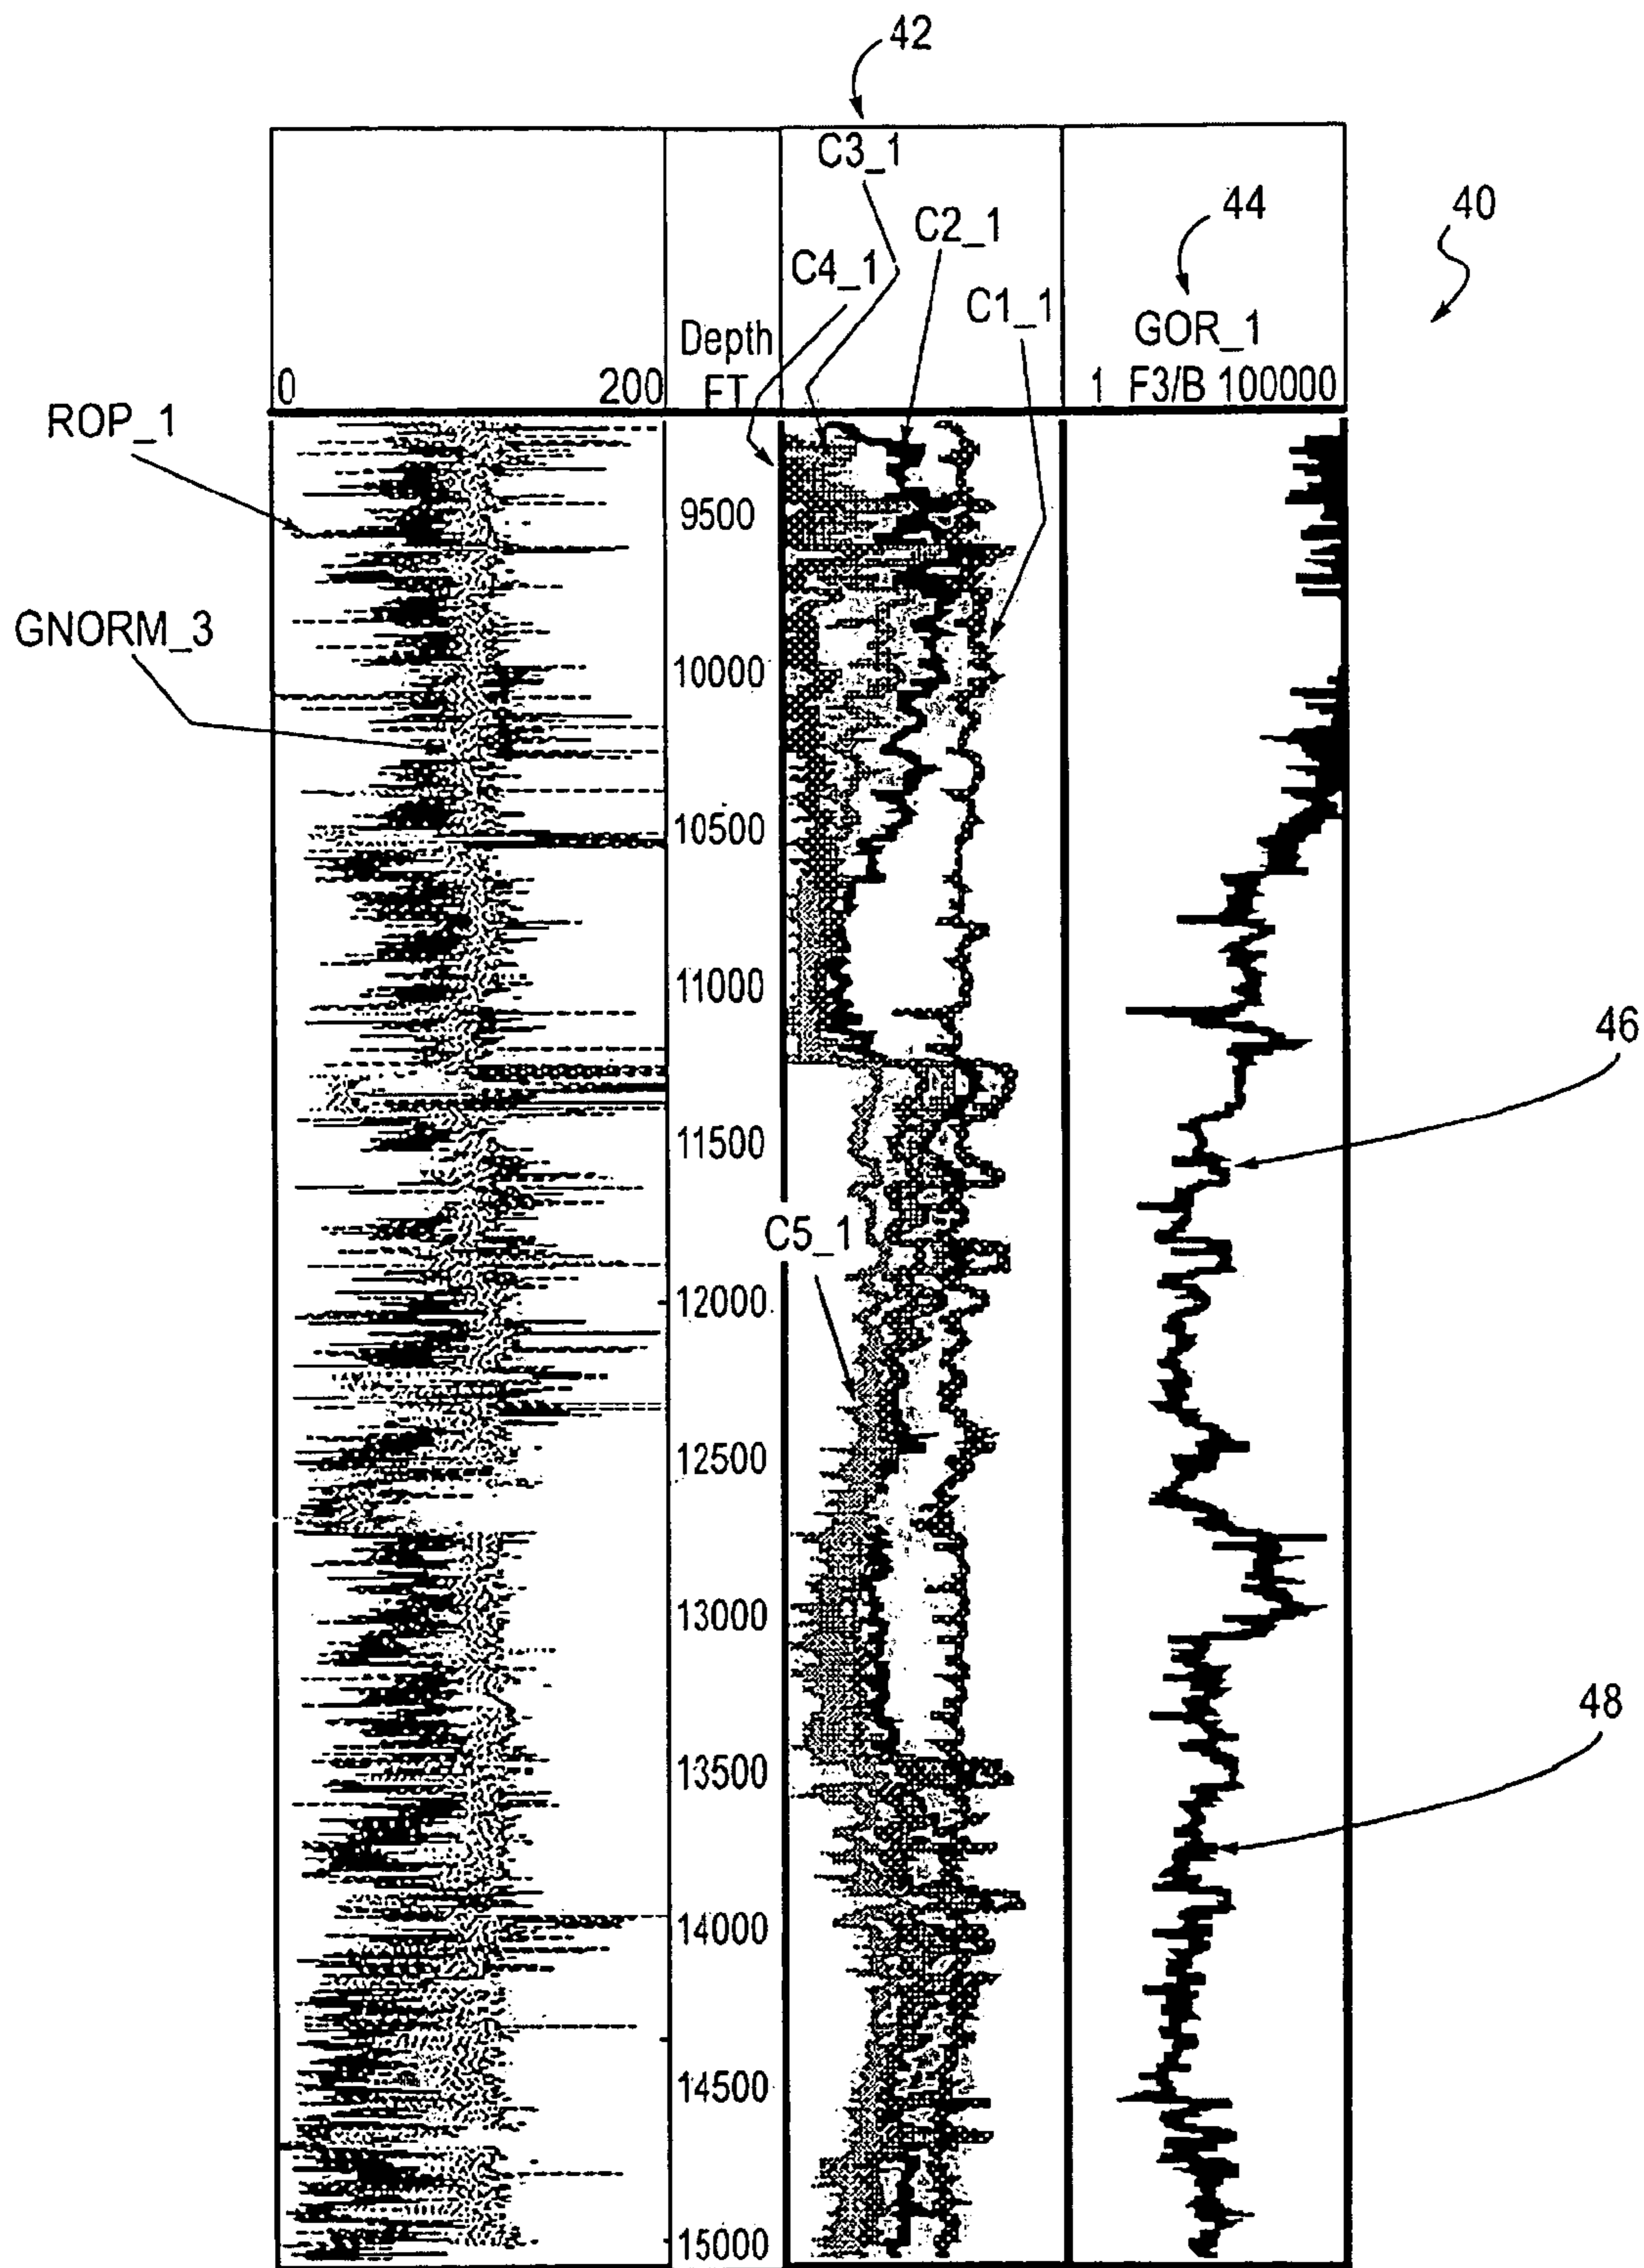 42
C3_1
44
40
C2_1
C4_1
C1_1
Depth
GOR_1
0 200 FT 1 F3/B 100000
ROP_1
9500
GNORM_3
10000
10500
11000
46
11500
C5_1
12000
12500
13000
48
13500
14000
14500
15000